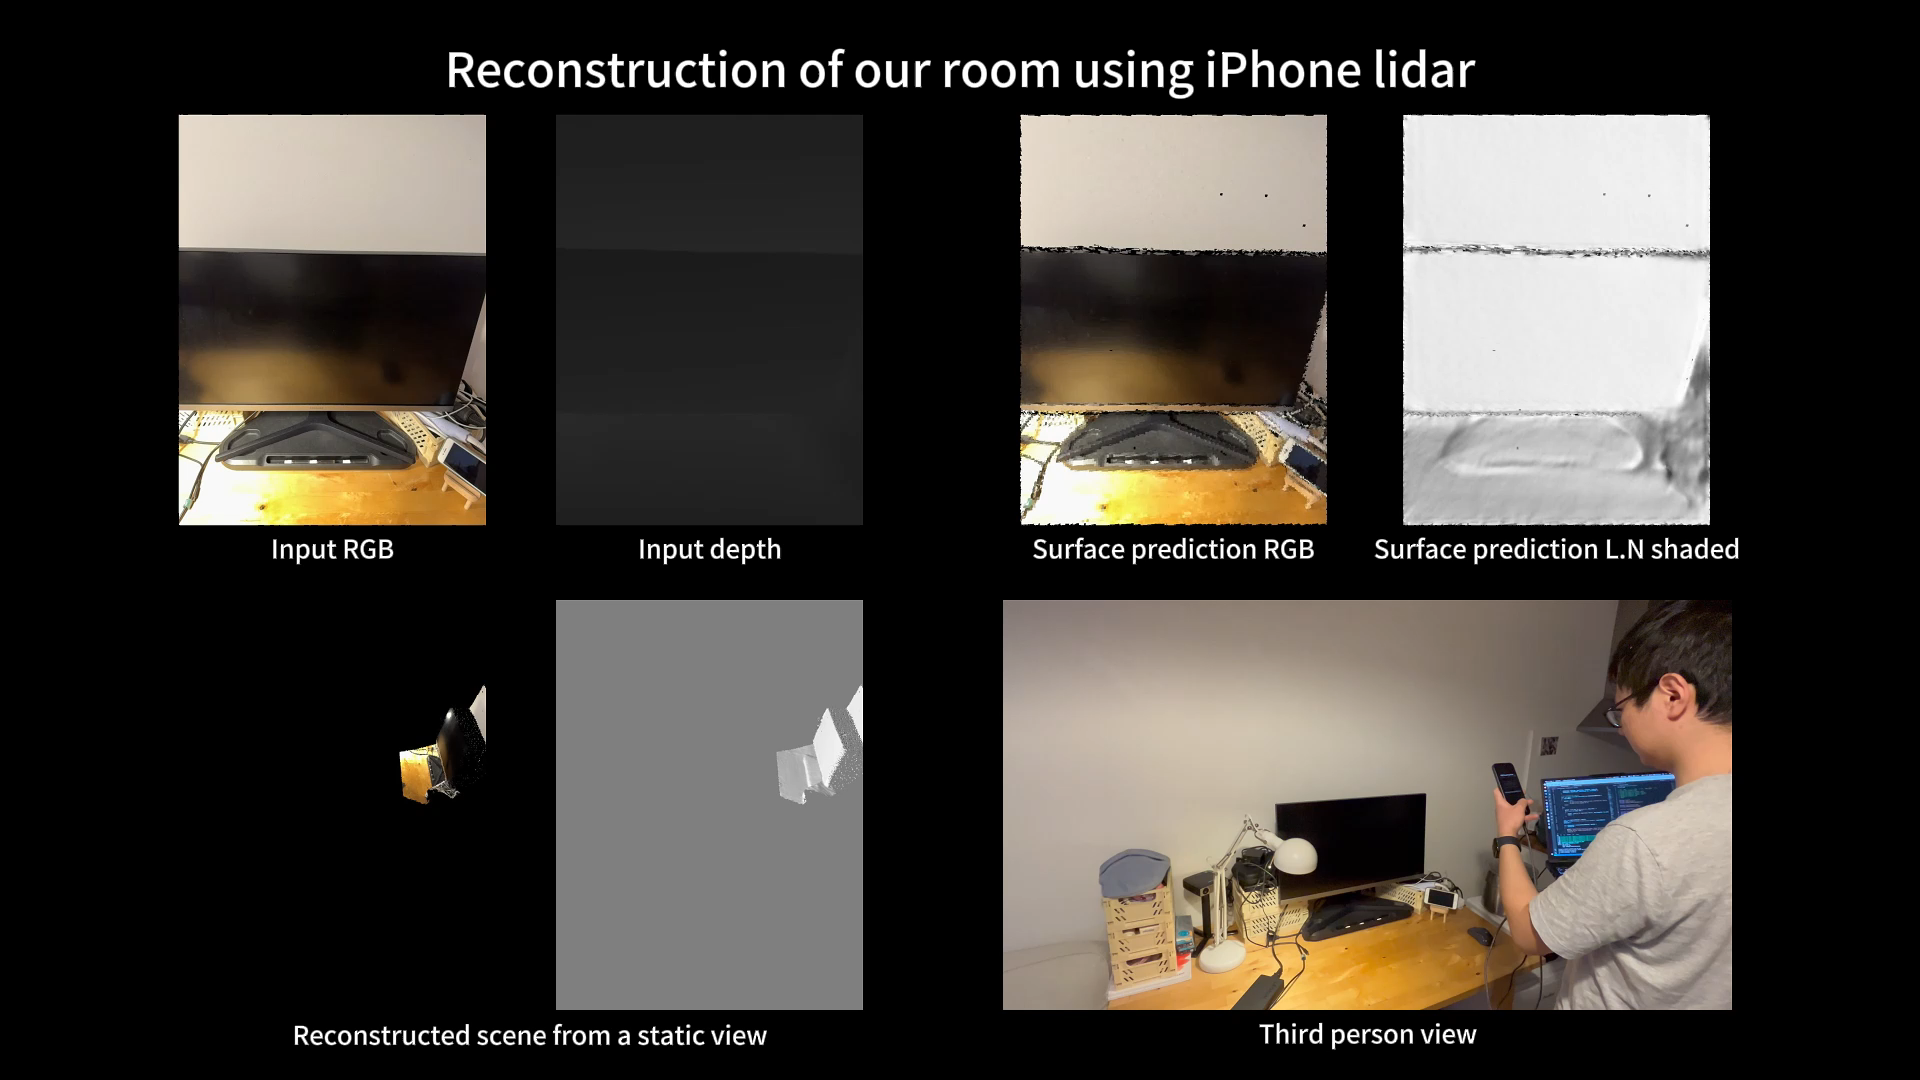 Reconstruction of our room using iPhone lidar
Input RGB
Input depth
Surface prediction RGB
Surface prediction L.N shaded
Reconstructed scene from a static view
Third person view